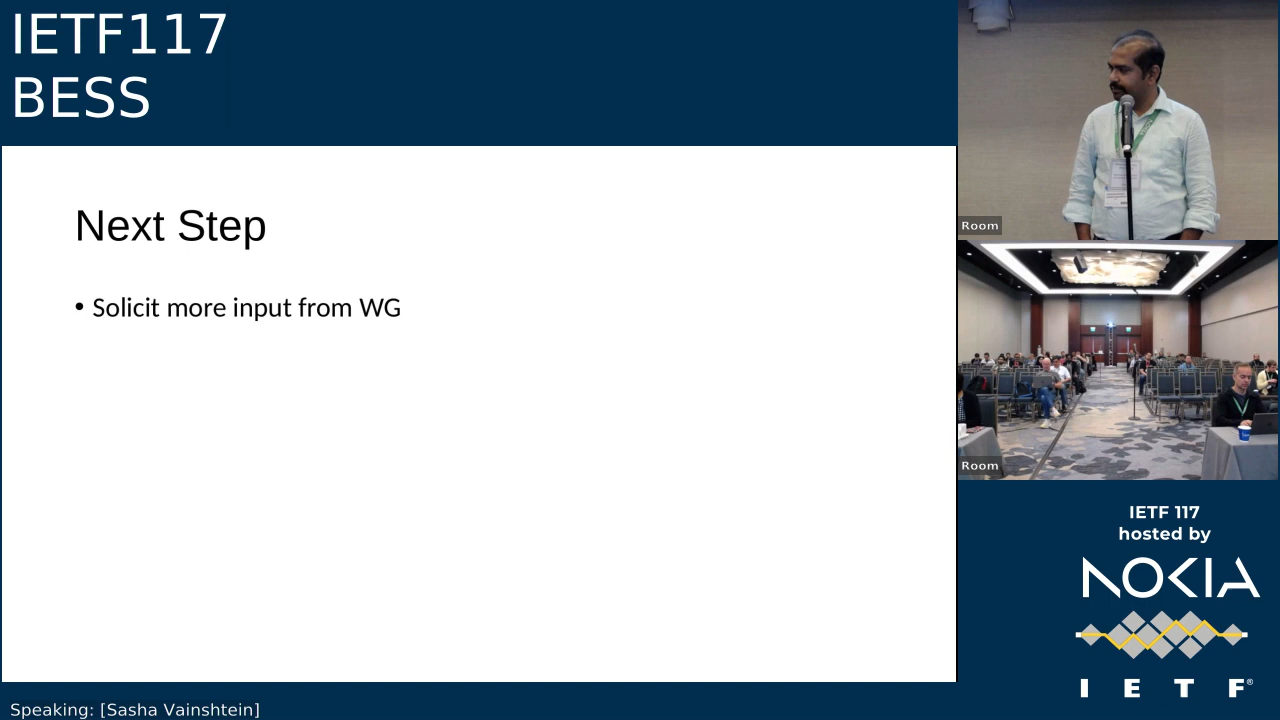 IETF117
BESS
Next Step
• Solicit more input from WG
Room
Room
IETF 117
hosted by
NOKIA
I E T F®
Speaking: [Sasha Vainshtein]